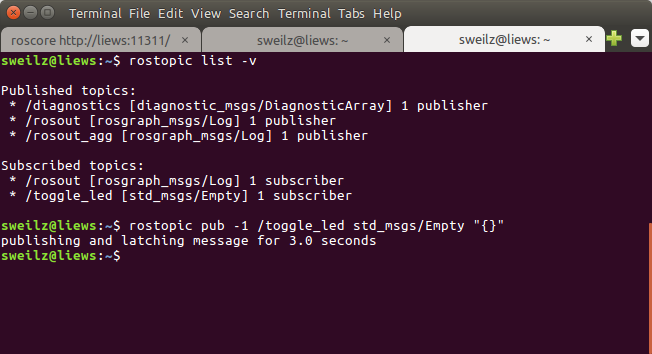 Terminal File Edit View Search Terminal Tabs Help
roscore http://liews:11311/ × sweilz@liews: ~ × sweilz@liews: ~ ×
sweilz@liews:~$ rostopic list -v
Published topics:
 * /diagnostics [diagnostic_msgs/DiagnosticArray] 1 publisher
 * /rosout [rosgraph_msgs/Log] 1 publisher
 * /rosout_agg [rosgraph_msgs/Log] 1 publisher
Subscribed topics:
 * /rosout [rosgraph_msgs/Log] 1 subscriber
 * /toggle_led [std_msgs/Empty] 1 subscriber
sweilz@liews:~$ rostopic pub -1 /toggle_led std_msgs/Empty "{}"
publishing and latching message for 3.0 seconds
sweilz@liews:~$